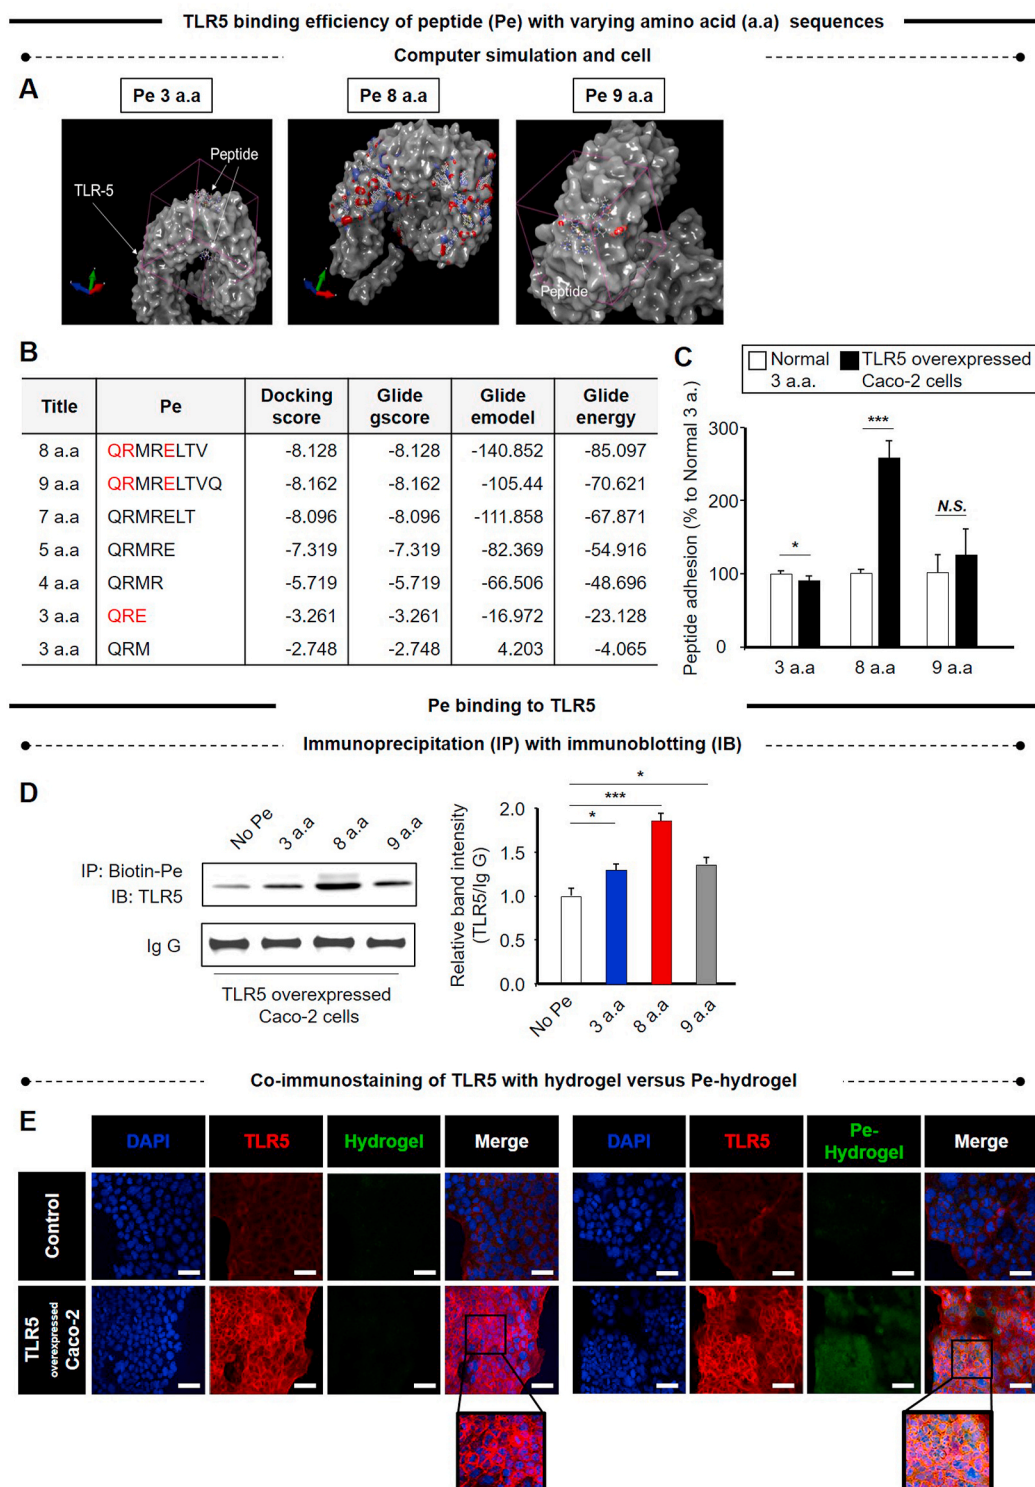 TLR5 binding efficiency of peptide (Pe) with varying amino acid (a.a) sequences
Computer simulation and cell
A
Pe 3 a.a
Pe 8 a.a
Pe 9 a.a
Peptide
TLR-5
Peptide
B
Title Pe Docking score Glide gscore Glide emodel Glide energy
8 a.a QRMRELTV -8.128 -8.128 -140.852 -85.097
9 a.a QRMRELTVQ -8.162 -8.162 -105.44 -70.621
7 a.a QRMRELT -8.096 -8.096 -111.858 -67.871
5 a.a QRMRE -7.319 -7.319 -82.369 -54.916
4 a.a QRMR -5.719 -5.719 -66.506 -48.696
3 a.a QRE -3.261 -3.261 -16.972 -23.128
3 a.a QRM -2.748 -2.748 4.203 -4.065
C
Normal 3 a.a.
TLR5 overexpressed Caco-2 cells
Peptide adhesion (% to Normal 3 a.)
300
200
100
0
*
***
N.S.
3 a.a 8 a.a 9 a.a
Pe binding to TLR5
Immunoprecipitation (IP) with immunoblotting (IB)
D
No Pe 3 a.a 8 a.a 9 a.a
IP: Biotin-Pe
IB: TLR5
Ig G
TLR5 overexpressed
Caco-2 cells
Relative band intensity
(TLR5/Ig G)
2.0
1.5
1.0
0.5
0.0
*
***
*
No Pe 3 a.a 8 a.a 9 a.a
Co-immunostaining of TLR5 with hydrogel versus Pe-hydrogel
E
DAPI TLR5 Hydrogel Merge DAPI TLR5 Pe-Hydrogel Merge
Control
TLR5
overexpressed
Caco-2